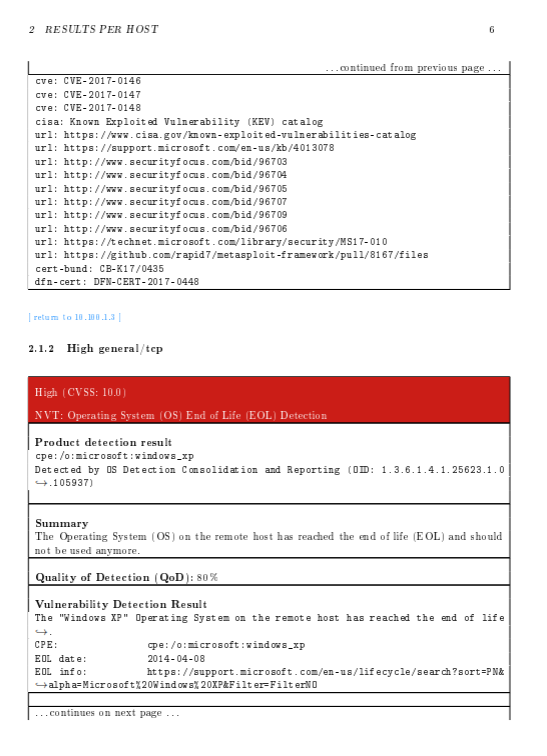 2 RESULTS PER HOST 6
...continued from previous page ...
cve: CVE-2017-0146
cve: CVE-2017-0147
cve: CVE-2017-0148
cisa: Known Exploited Vulnerability (KEV) catalog
url: https://www.cisa.gov/known-exploited-vulnerabilities-catalog
url: https://support.microsoft.com/en-us/kb/4013078
url: http://www.securityfocus.com/bid/96703
url: http://www.securityfocus.com/bid/96704
url: http://www.securityfocus.com/bid/96705
url: http://www.securityfocus.com/bid/96707
url: http://www.securityfocus.com/bid/96709
url: http://www.securityfocus.com/bid/96706
url: https://technet.microsoft.com/library/security/MS17-010
url: https://github.com/rapid7/metasploit-framework/pull/8167/files
cert-bund: CB-K17/0435
dfn-cert: DFN-CERT-2017-0448
[ return to 10.100.1.3 ]
2.1.2 High general/tcp
High (CVSS: 10.0)
NVT: Operating System (OS) End of Life (EOL) Detection
Product detection result
cpe:/o:microsoft:windows_xp
Detected by OS Detection Consolidation and Reporting (OID: 1.3.6.1.4.1.25623.1.0
↪.105937)
Summary
The Operating System (OS) on the remote host has reached the end of life (EOL) and should
not be used anymore.
Quality of Detection (QoD): 80%
Vulnerability Detection Result
The "Windows XP" Operating System on the remote host has reached the end of life
↪.
CPE: cpe:/o:microsoft:windows_xp
EOL date: 2014-04-08
EOL info: https://support.microsoft.com/en-us/lifecycle/search?sort=PN&
↪alpha=Microsoft%20Windows%20XP&Filter=FilterNO
...continues on next page ...